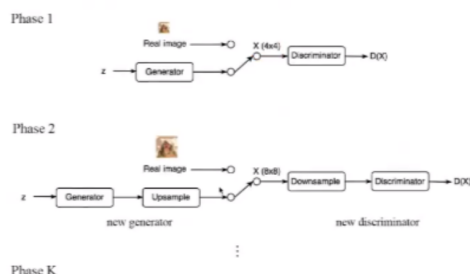 Phase 1
Real image
X (4x4)
z
Generator
Discriminator
D(X)
Phase 2
Real image
X (8x8)
z
Generator
Upsample
Downsample
Discriminator
D(X)
new generator
new discriminator
Phase K